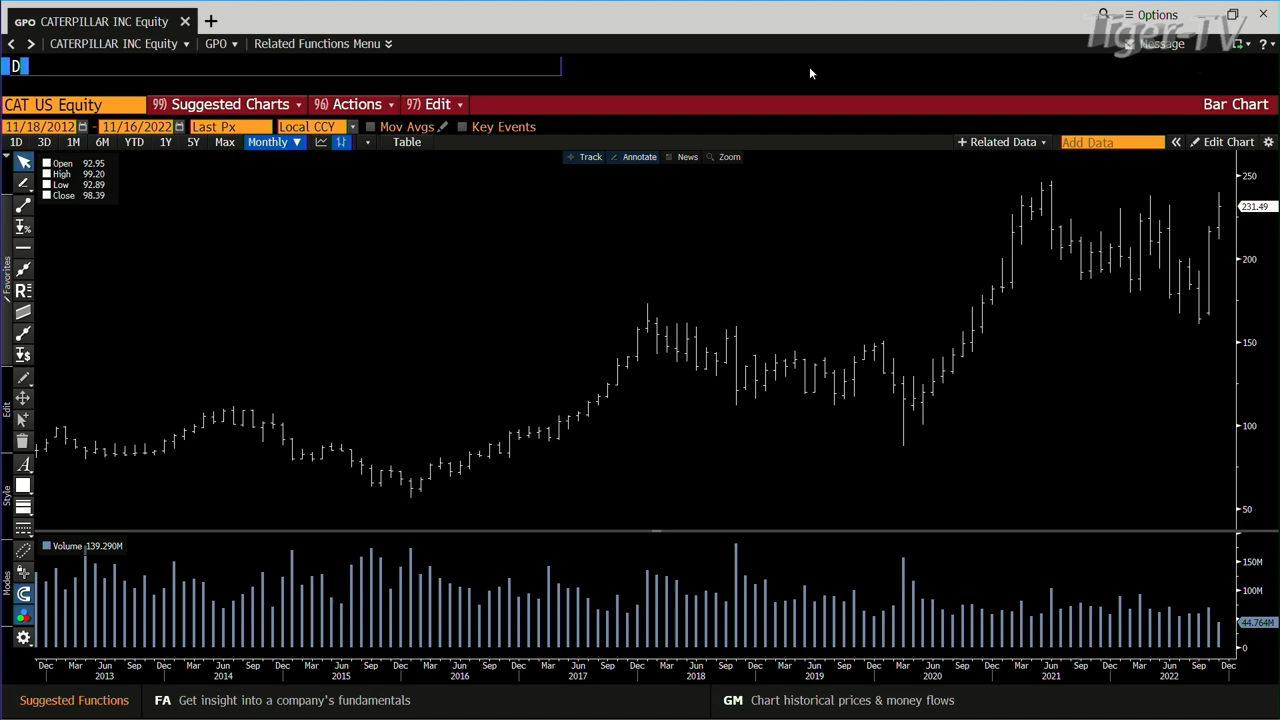 GPO CATERPILLAR INC Equity
Options
CATERPILLAR INC Equity GPO Related Functions Menu Message ?
Tiger-TV
D
CAT US Equity 99) Suggested Charts 96) Actions 97) Edit Bar Chart
11/18/2012 - 11/16/2022 Last Px Local CCY Mov Avgs Key Events
1D 3D 1M 6M YTD 1Y 5Y Max Monthly Table + Related Data Add Data Edit Chart
Track Annotate News Zoom
Open 92.95
High 99.20
Low 92.89
Close 98.39
250
231.49
200
150
100
50
Favorites
Edit
Style
Modes
Volume 139.290M
150M
100M
44.764M
0
Dec Mar Jun Sep Dec Mar Jun Sep Dec Mar Jun Sep Dec Mar Jun Sep Dec Mar Jun Sep Dec Mar Jun Sep Dec Mar Jun Sep Dec Mar Jun Sep Dec Mar Jun Sep Dec Mar Jun Sep Dec
2013 2014 2015 2016 2017 2018 2019 2020 2021 2022
Suggested Functions FA Get insight into a company's fundamentals GM Chart historical prices & money flows